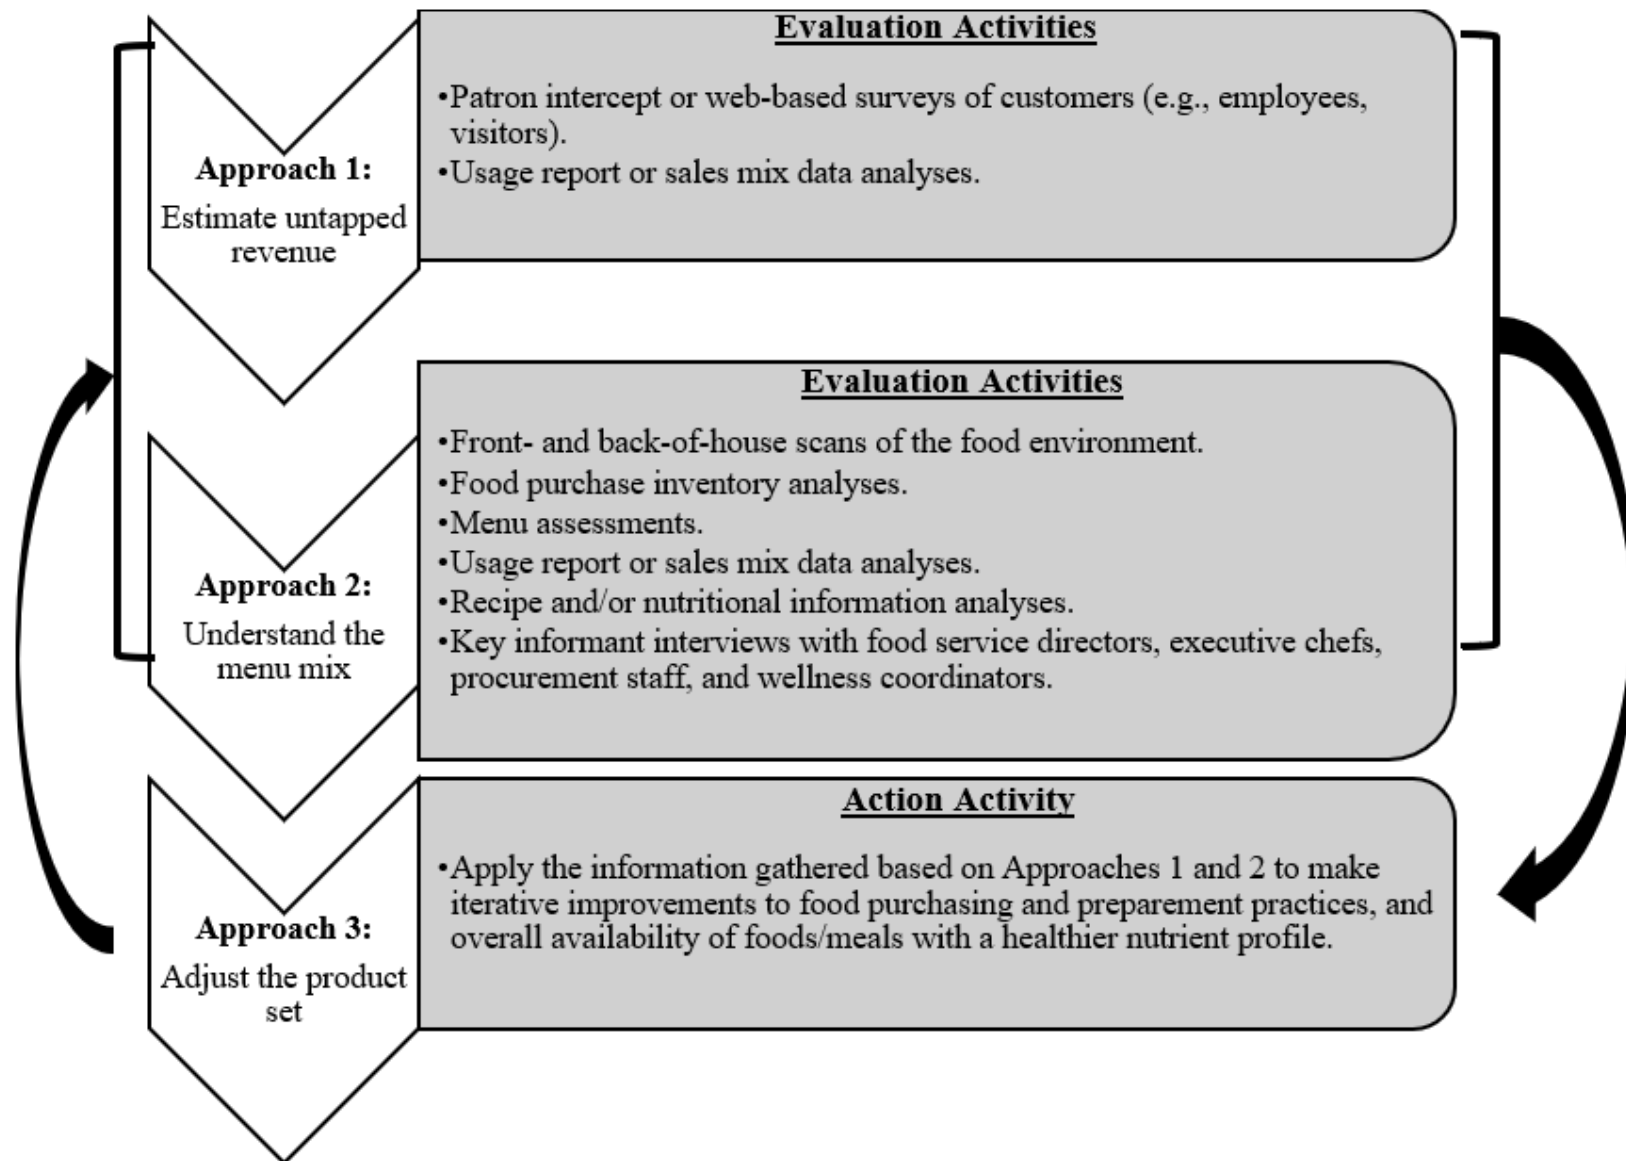 Evaluation Activities
•Patron intercept or web-based surveys of customers (e.g., employees,
visitors).
•Usage report or sales mix data analyses.
Approach 1:
Estimate untapped
revenue
Evaluation Activities
•Front- and back-of-house scans of the food environment.
•Food purchase inventory analyses.
•Menu assessments.
•Usage report or sales mix data analyses.
•Recipe and/or nutritional information analyses.
•Key informant interviews with food service directors, executive chefs,
procurement staff, and wellness coordinators.
Approach 2:
Understand the
menu mix
Action Activity
•Apply the information gathered based on Approaches 1 and 2 to make
iterative improvements to food purchasing and preparement practices, and
overall availability of foods/meals with a healthier nutrient profile.
Approach 3:
Adjust the product
set